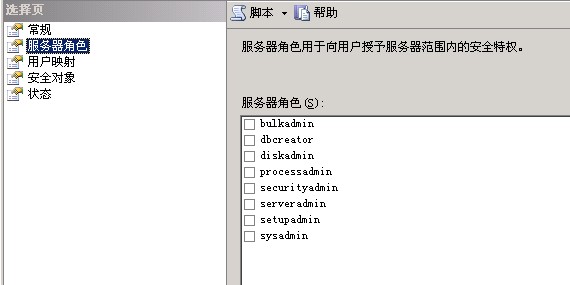 选择页
常规
服务器角色
用户映射
安全对象
状态
脚本 帮助
服务器角色用于向用户授予服务器范围内的安全特权。
服务器角色(S):
bulkadmin
dbcreator
diskadmin
processadmin
securityadmin
serveradmin
setupadmin
sysadmin